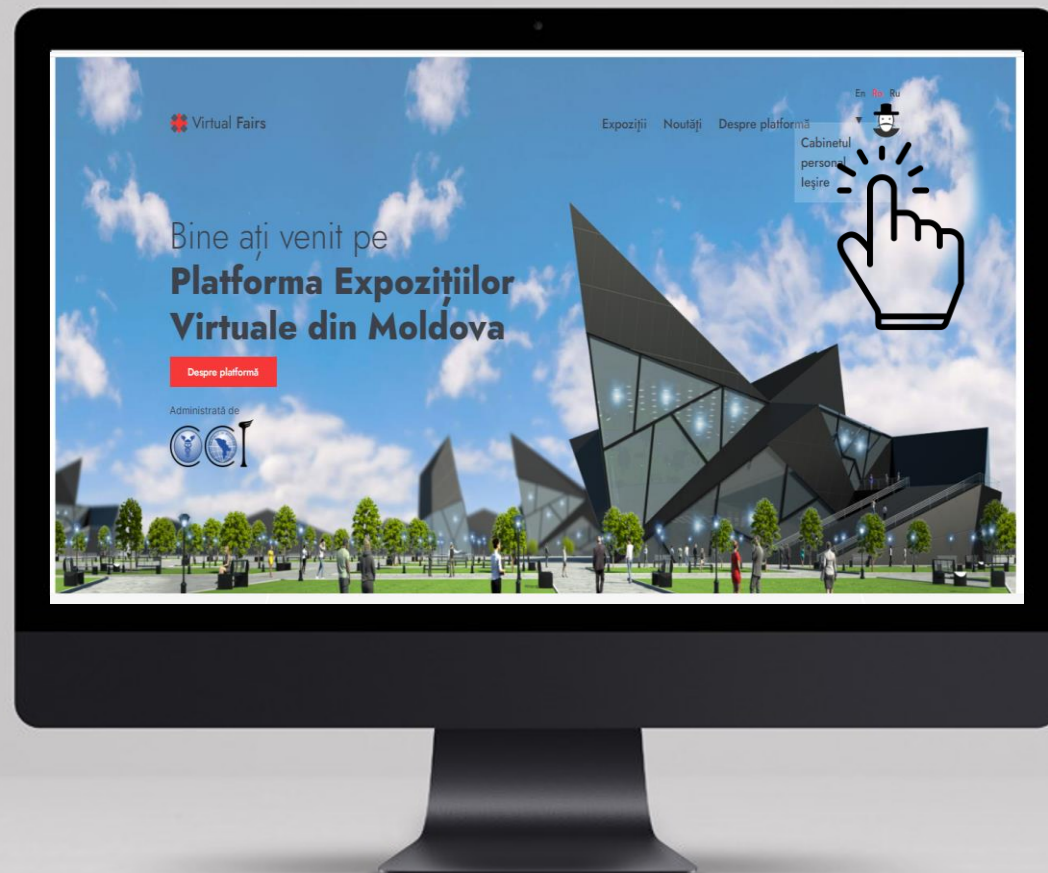 En Ro Ru
Virtual Fairs
Expoziții Noutăți Despre platformă
Cabinetul
personal
Ieșire
Bine ați venit pe
Platforma Expozițiilor
Virtuale din Moldova
Despre platformă
Administrată de
CCI